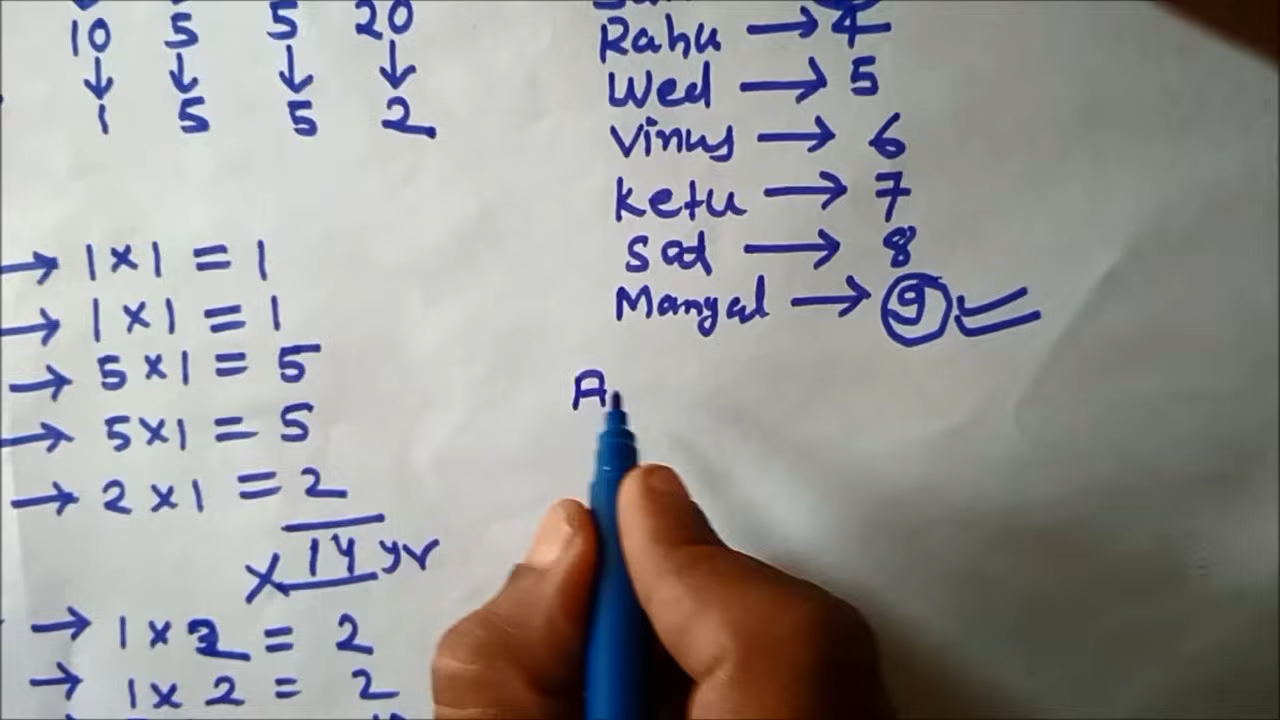 10 5 5 20
↓ ↓ ↓ ↓
1 5 5 2
→ 1×1 = 1
→ 1×1 = 1
→ 5×1 = 5
→ 5×1 = 5
→ 2×1 = 2
× 14 yr
→ 1×2 = 2
→ 1×2 = 2
Rahu → 4
Wed → 5
Vinus → 6
Ketu → 7
Sad → 8
Mangal → 9
A